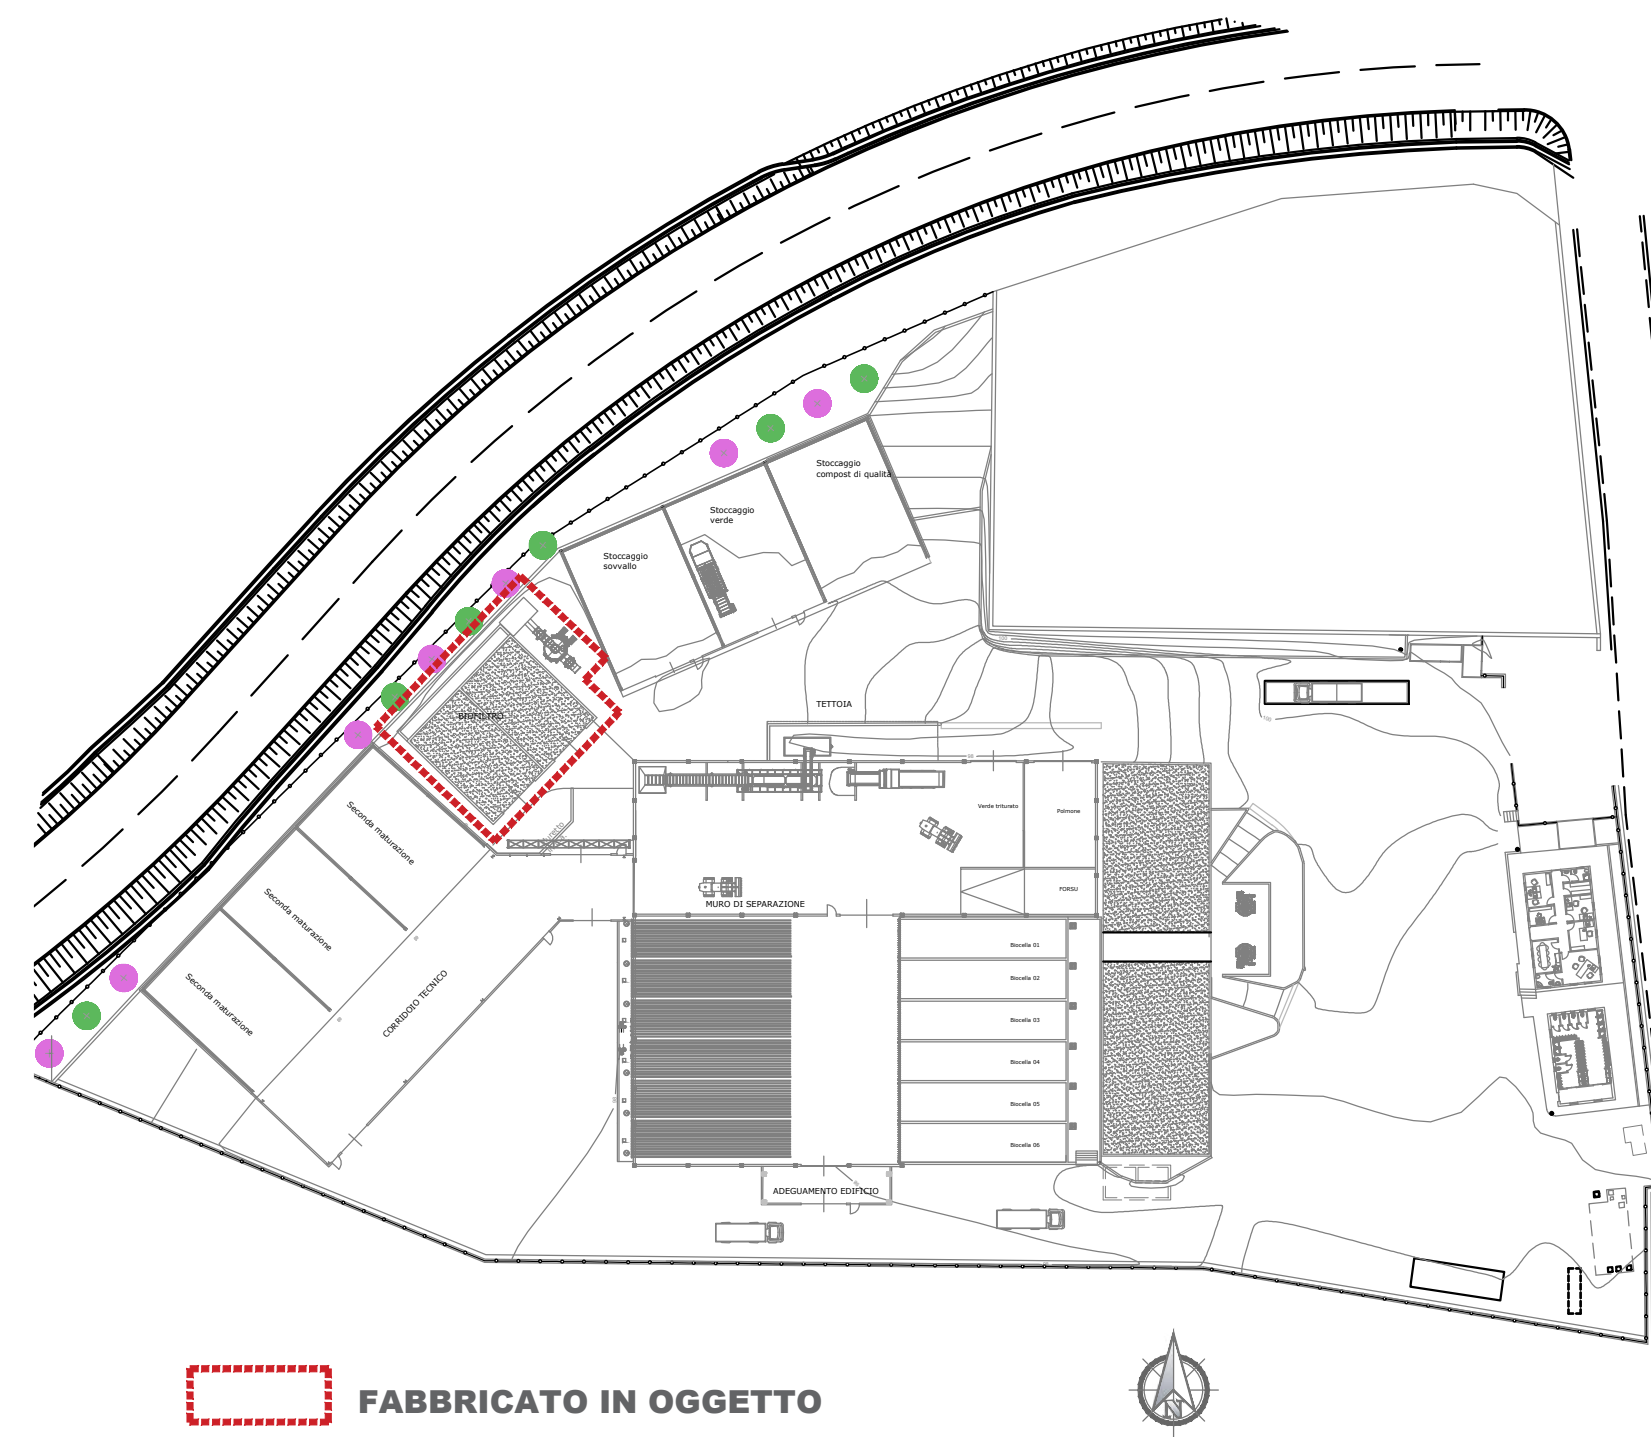 Stoccaggio
compost di qualità
Stoccaggio
verde
Stoccaggio
sovvallo
TETTOIA
BIOFILTRO
Verde triturato
Polmone
FORSU
MURO DI SEPARAZIONE
Seconda maturazione
Seconda maturazione
Seconda maturazione
CORRIDOIO TECNICO
Biocella 01
Biocella 02
Biocella 03
Biocella 04
Biocella 05
Biocella 06
ADEGUAMENTO EDIFICIO
FABBRICATO IN OGGETTO
N